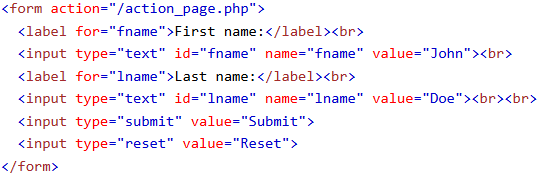 <form action="/action_page.php">
<label for="fname">First name:</label><br>
<input type="text" id="fname" name="fname" value="John"><br>
<label for="lname">Last name:</label><br>
<input type="text" id="lname" name="lname" value="Doe"><br><br>
<input type="submit" value="Submit">
<input type="reset" value="Reset">
</form>